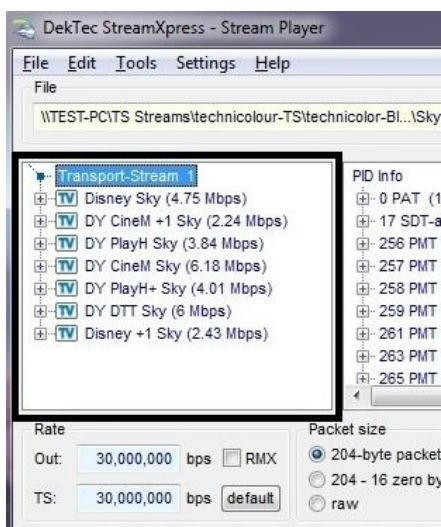 DekTec StreamXpress - Stream Player
File Edit Tools Settings Help
File
\\TEST-PC\TS Streams\technicolour-TS\technicolor-Bl...\Sky
Transport-Stream 1
TV Disney Sky (4.75 Mbps)
TV DY CineM +1 Sky (2.24 Mbps)
TV DY PlayH Sky (3.84 Mbps)
TV DY CineM Sky (6.18 Mbps)
TV DY PlayH+ Sky (4.01 Mbps)
TV DY DTT Sky (6 Mbps)
TV Disney +1 Sky (2.43 Mbps)
PID Info
0 PAT (1
17 SDT-a
256 PMT
257 PMT
258 PMT
259 PMT
261 PMT
263 PMT
265 PMT
Rate
Out: 30,000,000 bps RMX
TS: 30,000,000 bps default
Packet size
204-byte packet
204 - 16 zero by
raw